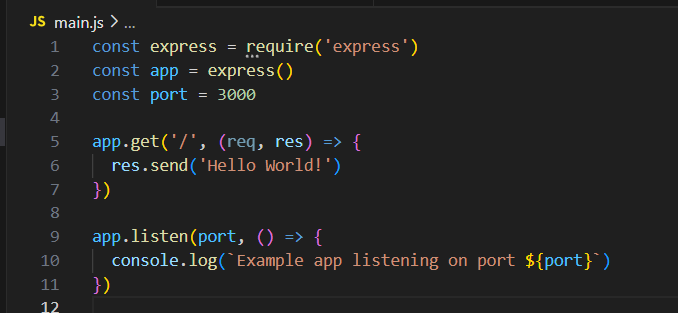 JS main.js > ...
1 const express = require('express')
2 const app = express()
3 const port = 3000
4
5 app.get('/', (req, res) => {
6   res.send('Hello World!')
7 })
8
9 app.listen(port, () => {
10   console.log(`Example app listening on port ${port}`)
11 })
12